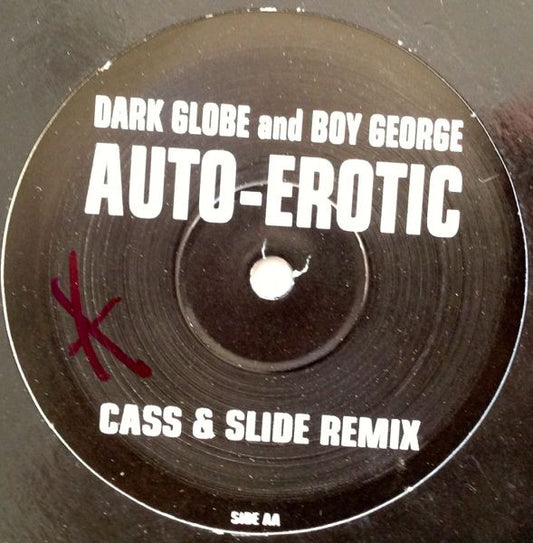 DARK GLOBE and BOY GEORGE
AUTO-EROTIC
CASS & SLIDE REMIX
SIDE AA